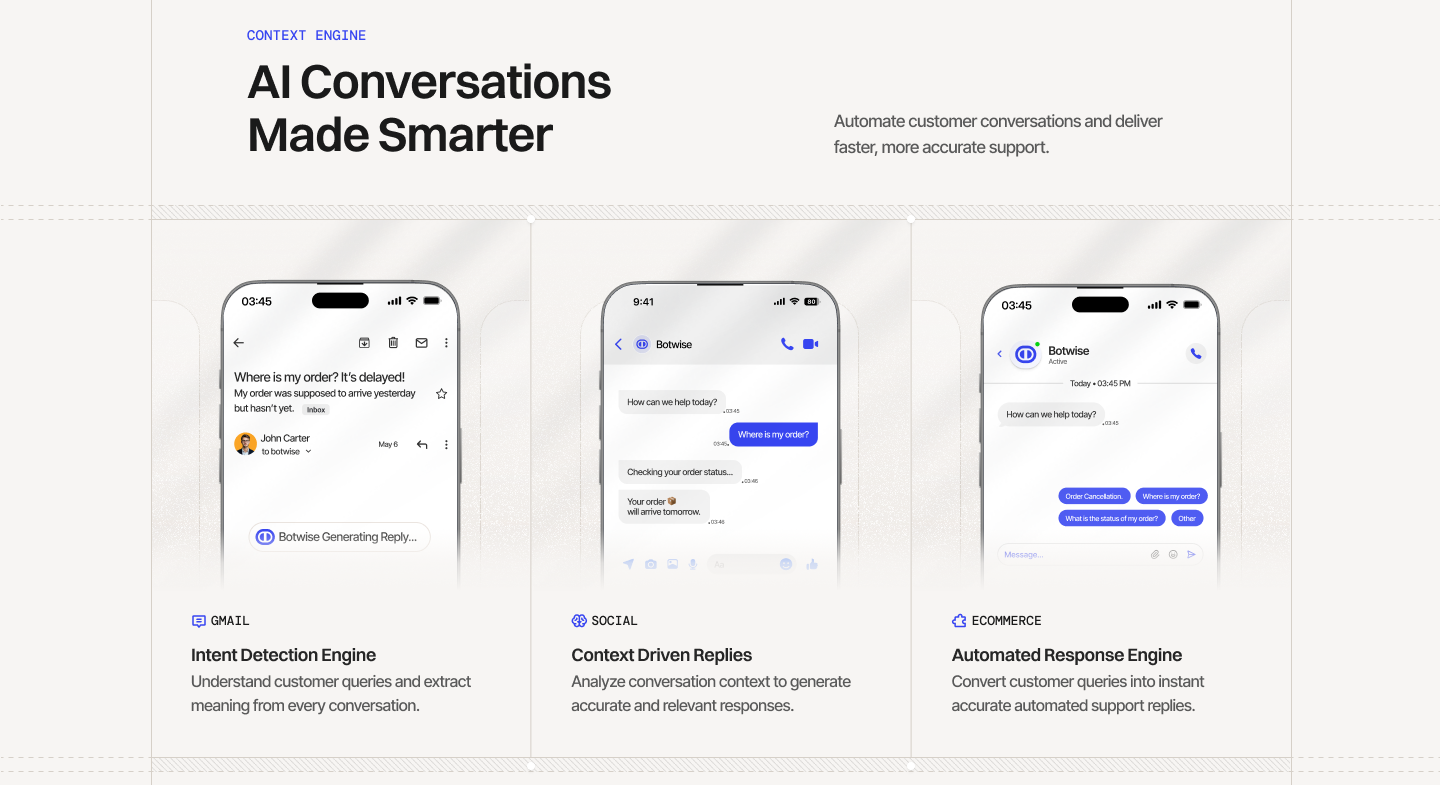 CONTEXT ENGINE
AI Conversations
Made Smarter
Automate customer conversations and deliver
faster, more accurate support.
03:45
Where is my order? It’s delayed!
My order was supposed to arrive yesterday
but hasn’t yet. Inbox
John Carter
to botwise
May 6
Botwise Generating Reply...
GMAIL
Intent Detection Engine
Understand customer queries and extract
meaning from every conversation.
9:41
80
Botwise
How can we help today?
03:45
Where is my order?
03:45
Checking your order status...
03:46
Your order 📦
will arrive tomorrow.
03:46
Aa
SOCIAL
Context Driven Replies
Analyze conversation context to generate
accurate and relevant responses.
03:45
Botwise
Active
Today • 03:45 PM
How can we help today?
03:45
Order Cancellation.
Where is my order?
What is the status of my order?
Other
Message...
ECOMMERCE
Automated Response Engine
Convert customer queries into instant
accurate automated support replies.